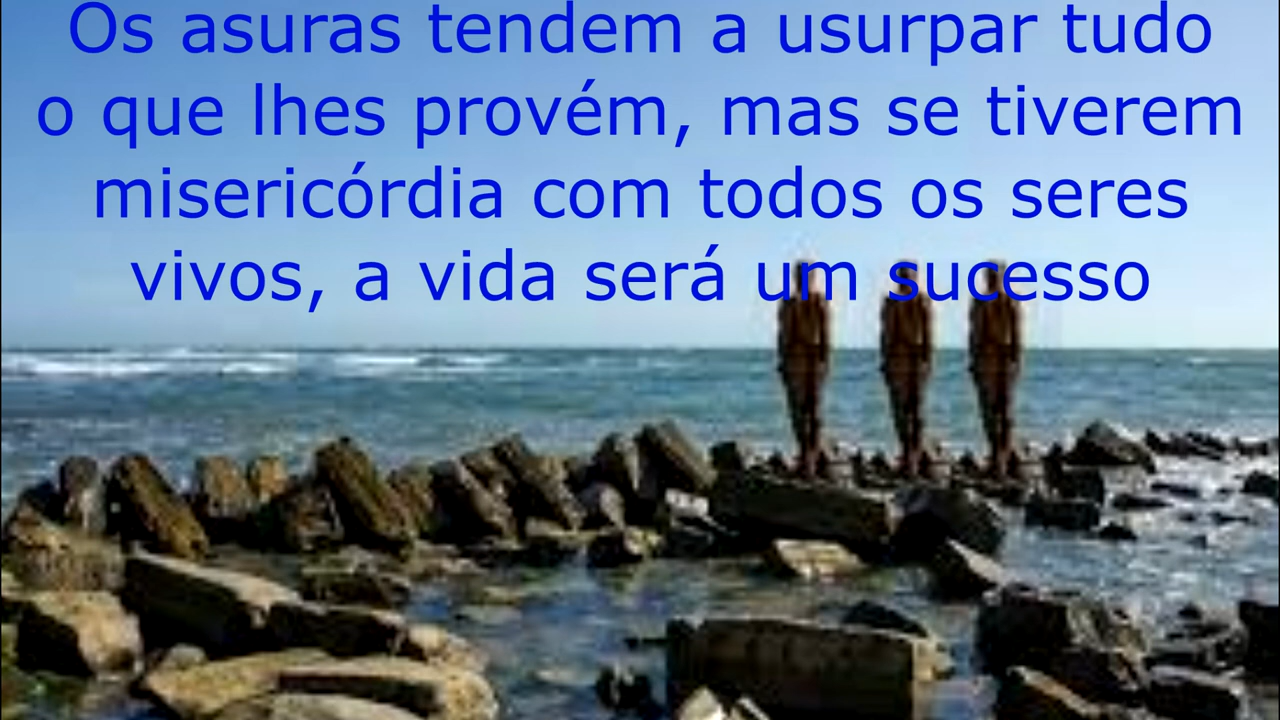 Os asuras tendem a usurpar tudo
o que lhes provém, mas se tiverem
misericórdia com todos os seres
vivos, a vida será um sucesso